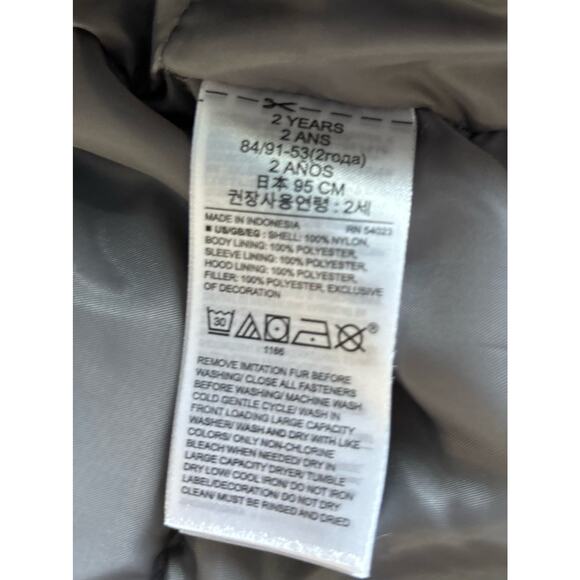 2 YEARS
2 ANS
84/91-53(2года)
2 AÑOS
日本 95 CM
권장사용연령 : 2세
MADE IN INDONESIA RN 54023
■ US/GB/EG : SHELL: 100% NYLON,
BODY LINING: 100% POLYESTER,
SLEEVE LINING: 100% POLYESTER,
HOOD LINING: 100% POLYESTER,
FILLER: 100% POLYESTER, EXCLUSIVE
OF DECORATION
30 ®
1166
REMOVE IMITATION FUR BEFORE
WASHING/ CLOSE ALL FASTENERS
BEFORE WASHING/ MACHINE WASH
COLD GENTLE CYCLE/ WASH IN
FRONT LOADING LARGE CAPACITY
WASHER/ WASH AND DRY WITH LIKE
COLORS/ ONLY NON-CHLORINE
BLEACH WHEN NEEDED/ DRY IN
LARGE CAPACITY DRYER/ TUMBLE
DRY LOW/ COOL IRON/ DO NOT IRON
LABEL/DECORATION/ DO NOT DRY
CLEAN/ MUST BE RINSED AND DRIED